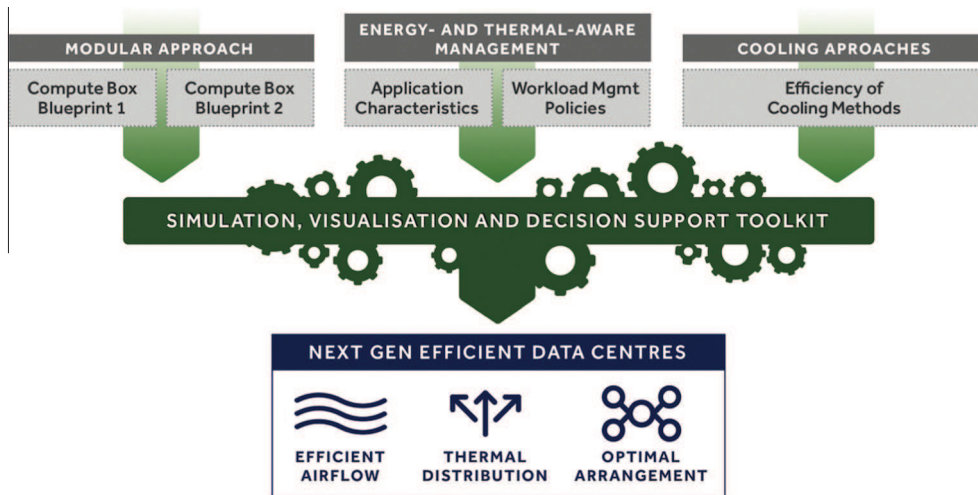 MODULAR APPROACH
Compute Box
Blueprint 1
Compute Box
Blueprint 2
ENERGY- AND THERMAL-AWARE
MANAGEMENT
Application
Characteristics
Workload Mgmt
Policies
COOLING APROACHES
Efficiency of
Cooling Methods
SIMULATION, VISUALISATION AND DECISION SUPPORT TOOLKIT
NEXT GEN EFFICIENT DATA CENTRES
EFFICIENT
AIRFLOW
THERMAL
DISTRIBUTION
OPTIMAL
ARRANGEMENT